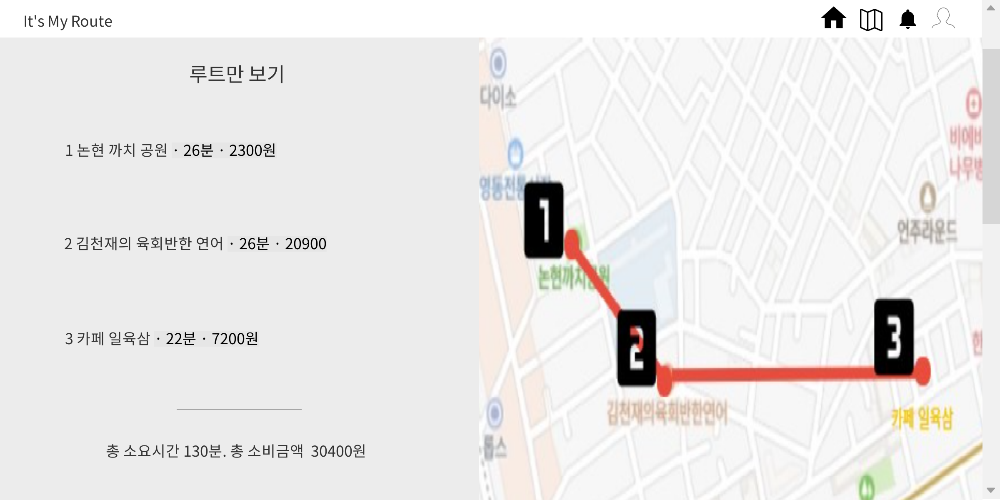 It's My Route
루트만 보기
1 논현 까치 공원 · 26분 · 2300원
2 김천재의 육회반한 연어 · 26분 · 20900
3 카페 일육삼 · 22분 · 7200원
총 소요시간 130분. 총 소비금액 30400원
다이소
비에비
나무병
영동전통시장
1
언주라운드
논현까치공원
2
3
한
김천재의육회반한연어
카페 일육삼
롭스